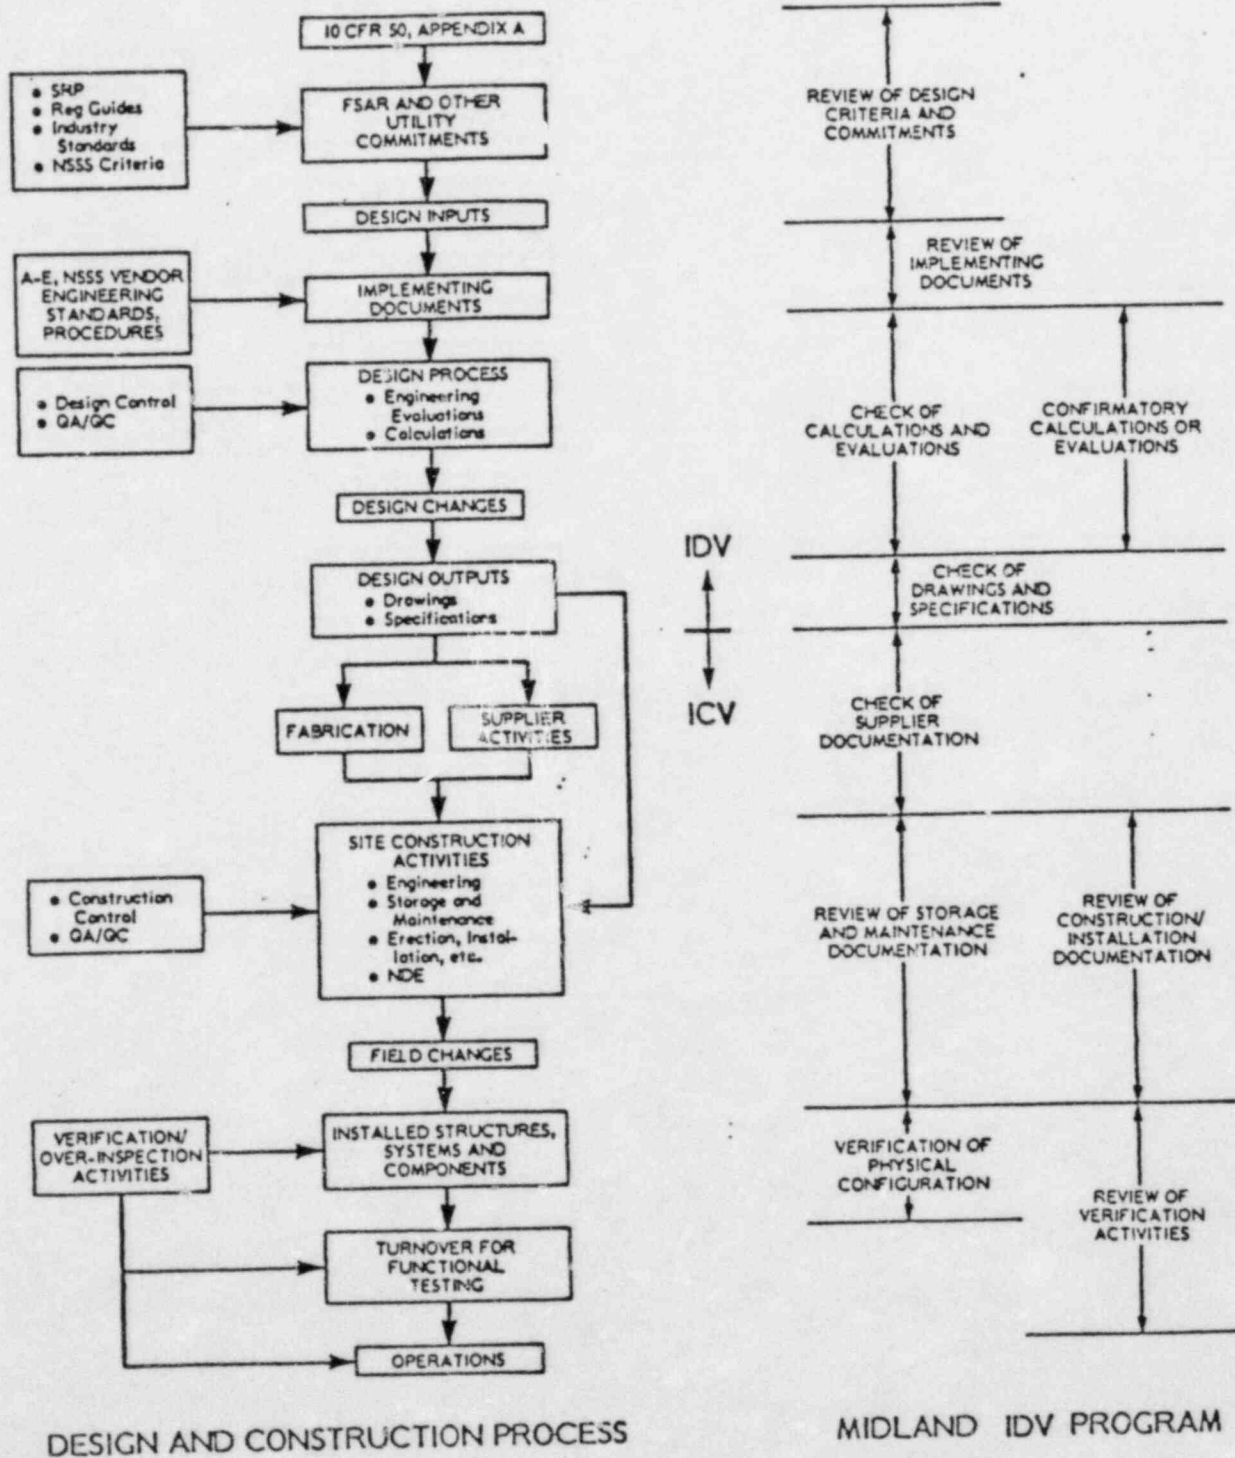 10 CFR 50, APPENDIX A
• SRP
• Reg Guides
• Industry
Standards
• NSSS Criteria
FSAR AND OTHER
UTILITY
COMMITMENTS
DESIGN INPUTS
A-E, NSSS VENDOR
ENGINEERING
STANDARDS,
PROCEDURES
IMPLEMENTING
DOCUMENTS
• Design Control
• QA/QC
DESIGN PROCESS
• Engineering
Evaluations
• Calculations
DESIGN CHANGES
DESIGN OUTPUTS
• Drawings
• Specifications
FABRICATION
SUPPLIER
ACTIVITIES
• Construction
Control
• QA/QC
SITE CONSTRUCTION
ACTIVITIES
• Engineering
• Storage and
Maintenance
• Erection, Instal-
lation, etc.
• NDE
FIELD CHANGES
VERIFICATION/
OVER-INSPECTION
ACTIVITIES
INSTALLED STRUCTURES,
SYSTEMS AND
COMPONENTS
TURNOVER FOR
FUNCTIONAL
TESTING
OPERATIONS
DESIGN AND CONSTRUCTION PROCESS
IDV
ICV
REVIEW OF DESIGN
CRITERIA AND
COMMITMENTS
REVIEW OF
IMPLEMENTING
DOCUMENTS
CHECK OF
CALCULATIONS AND
EVALUATIONS
CONFIRMATORY
CALCULATIONS OR
EVALUATIONS
CHECK OF
DRAWINGS AND
SPECIFICATIONS
CHECK OF
SUPPLIER
DOCUMENTATION
REVIEW OF STORAGE
AND MAINTENANCE
DOCUMENTATION
REVIEW OF
CONSTRUCTION/
INSTALLATION
DOCUMENTATION
VERIFICATION OF
PHYSICAL
CONFIGURATION
REVIEW OF
VERIFICATION
ACTIVITIES
MIDLAND IDV PROGRAM